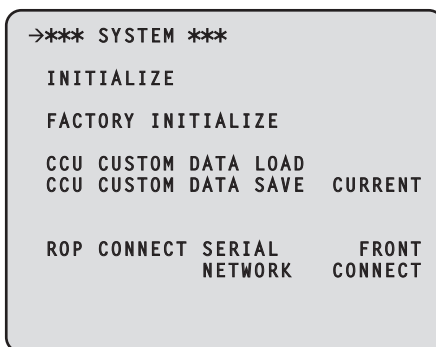 →*** SYSTEM ***
INITIALIZE
FACTORY INITIALIZE
CCU CUSTOM DATA LOAD
CCU CUSTOM DATA SAVE CURRENT
ROP CONNECT SERIAL FRONT
NETWORK CONNECT